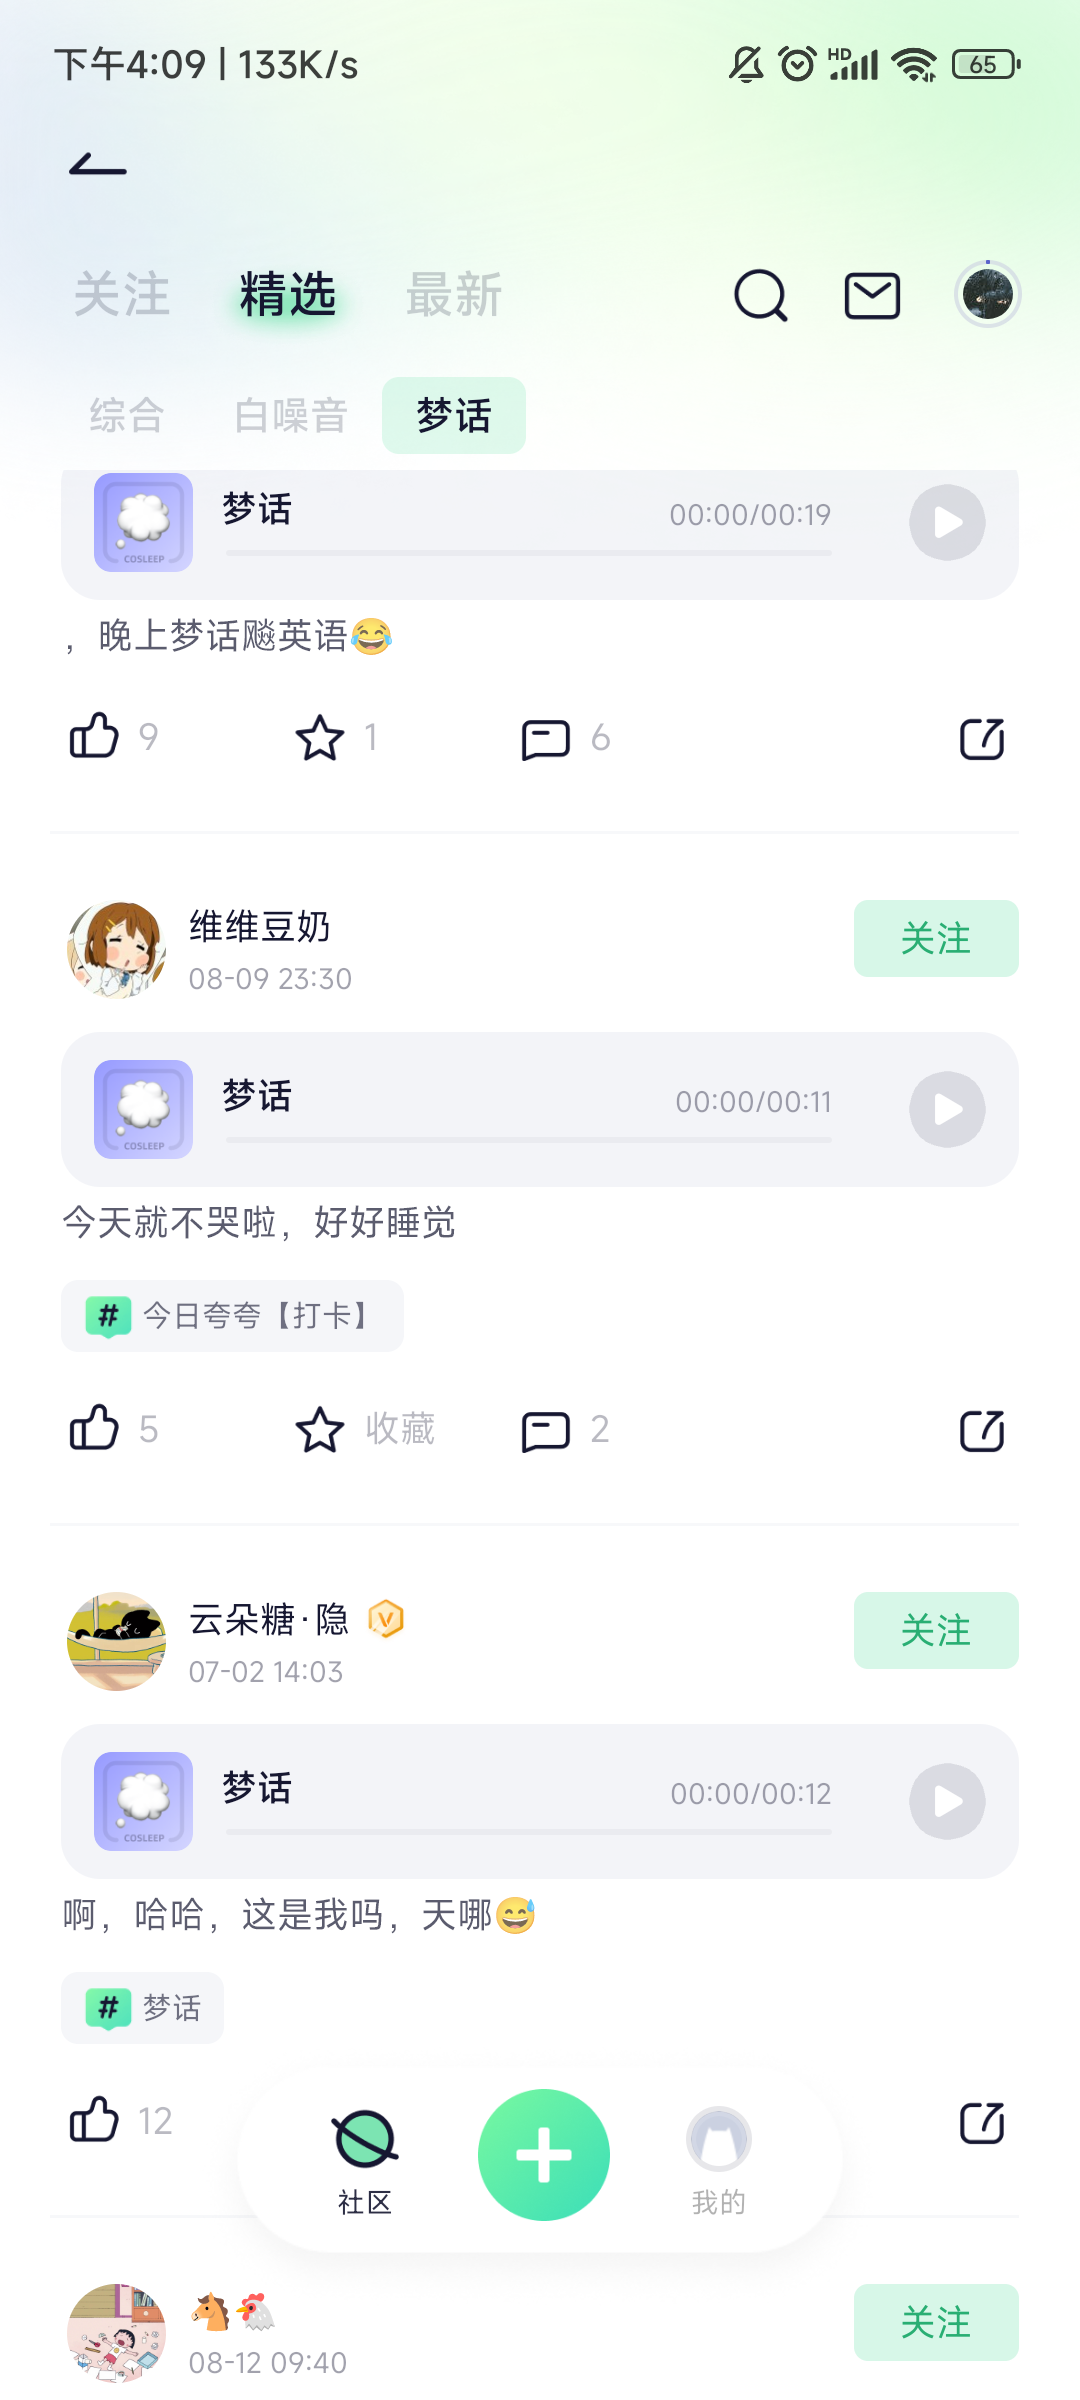 下午4:09 | 133K/s
HD
65
关注 精选 最新
综合 白噪音 梦话
梦话 00:00/00:19
COSLEEP
，晚上梦话飚英语😂
9 1 6
维维豆奶
关注
08-09 23:30
梦话 00:00/00:11
COSLEEP
今天就不哭啦，好好睡觉
# 今日夸夸【打卡】
5 收藏 2
云朵糖·隐
关注
07-02 14:03
梦话 00:00/00:12
COSLEEP
啊，哈哈，这是我吗，天哪😅
# 梦话
12
社区 我的
🐴🐔
关注
08-12 09:40